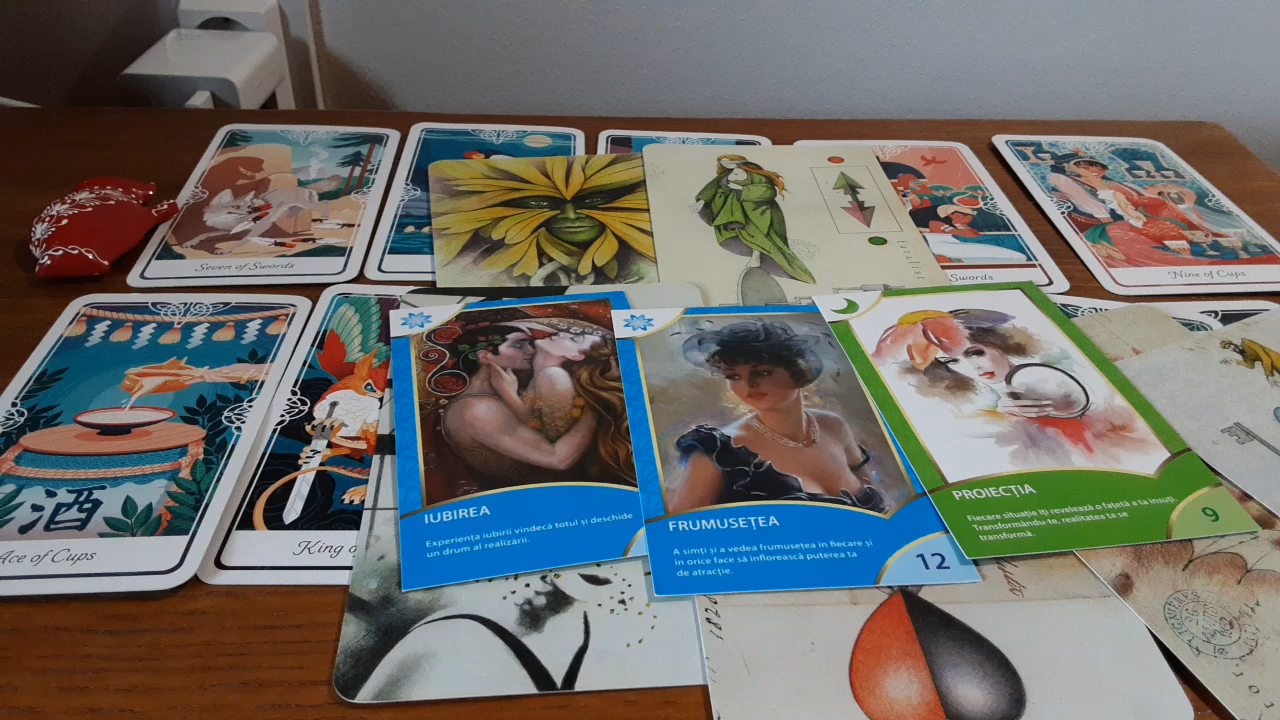 Seven of Swords
Swords
Nine of Cups
Ace of Cups
King of
IUBIREA
Experiența iubirii vindecă totul și deschide
un drum al realizării.
FRUMUSEȚEA
A simți și a vedea frumusețea în fiecare și
în orice face să înflorească puterea ta
de atracție.
12
PROIECȚIA
Fiecare situație îți revelează o fațetă a ta însuți.
Transformându-te, realitatea ta se
transformă.
9
酒
1828